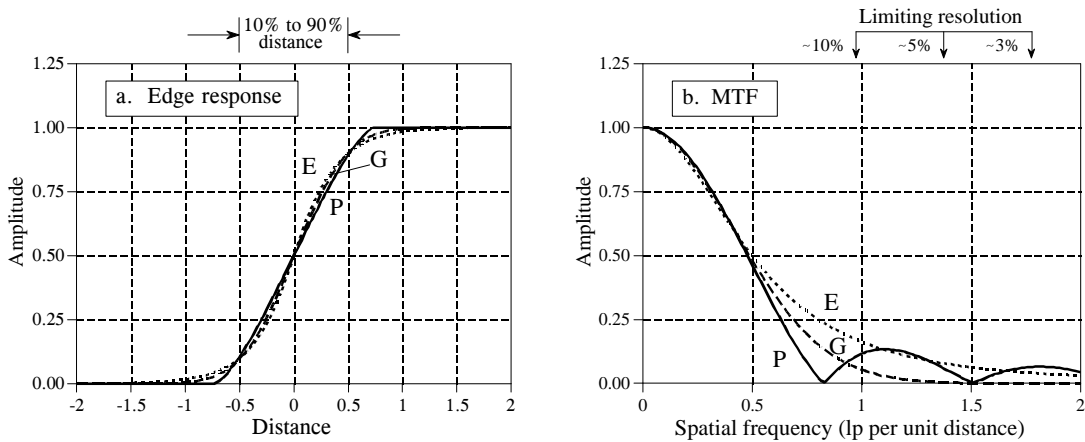 10% to 90%
distance
a. Edge response
Amplitude
1.25
1.00
0.75
0.50
0.25
0.00
E
G
P
-2
-1.5
-1
-0.5
0
0.5
1
1.5
2
Distance
Limiting resolution
~10%
~5%
~3%
b. MTF
Amplitude
1.25
1.00
0.75
0.50
0.25
0.00
E
G
P
0
0.5
1
1.5
2
Spatial frequency (lp per unit distance)